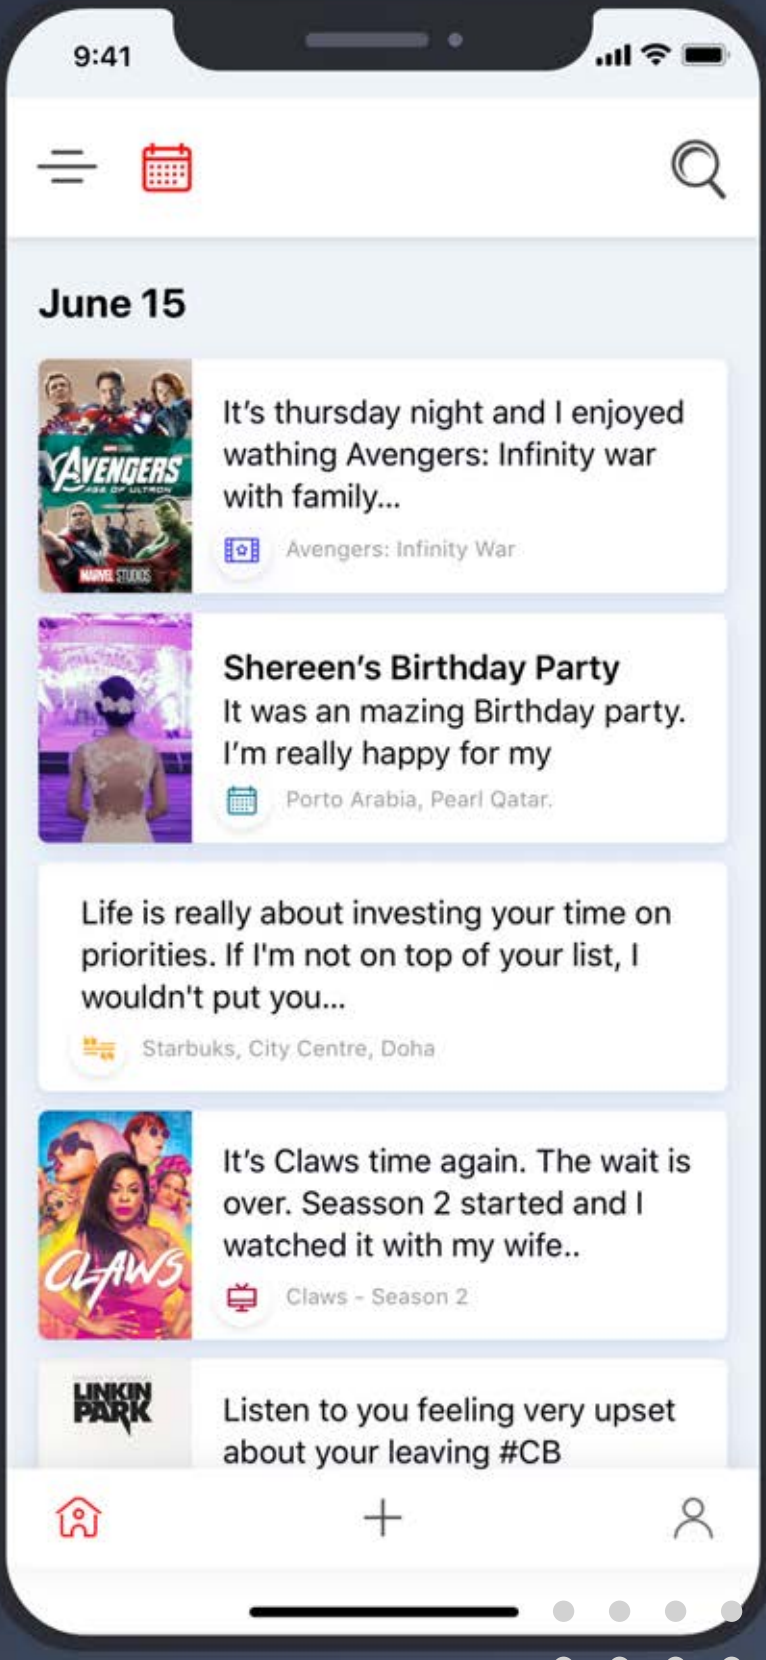 9:41
June 15
AVENGERS
AGE OF ULTRON
MARVEL STUDIOS
It’s thursday night and I enjoyed
wathing Avengers: Infinity war
with family...
Avengers: Infinity War
Shereen’s Birthday Party
It was an mazing Birthday party.
I’m really happy for my
Porto Arabia, Pearl Qatar.
Life is really about investing your time on
priorities. If I'm not on top of your list, I
wouldn't put you...
Starbuks, City Centre, Doha
CLAWS
It’s Claws time again. The wait is
over. Seasson 2 started and I
watched it with my wife..
Claws - Season 2
LINKIN
PARK
Listen to you feeling very upset
about your leaving #CB